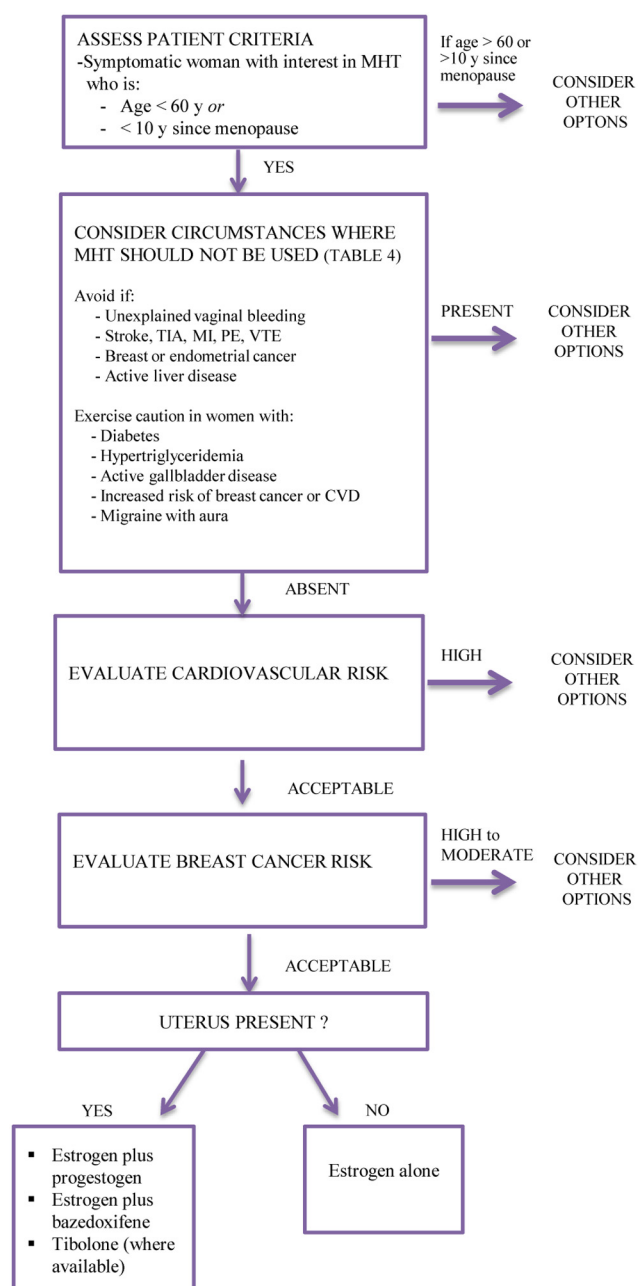 ASSESS PATIENT CRITERIA
-Symptomatic woman with interest in MHT
who is:
- Age < 60 y or
- < 10 y since menopause
If age > 60 or
>10 y since
menopause
CONSIDER
OTHER
OPTONS
YES
CONSIDER CIRCUMSTANCES WHERE
MHT SHOULD NOT BE USED (TABLE 4)
Avoid if:
- Unexplained vaginal bleeding
- Stroke, TIA, MI, PE, VTE
- Breast or endometrial cancer
- Active liver disease
Exercise caution in women with:
- Diabetes
- Hypertriglyceridemia
- Active gallbladder disease
- Increased risk of breast cancer or CVD
- Migraine with aura
PRESENT
CONSIDER
OTHER
OPTIONS
ABSENT
EVALUATE CARDIOVASCULAR RISK
HIGH
CONSIDER
OTHER
OPTIONS
ACCEPTABLE
EVALUATE BREAST CANCER RISK
HIGH to
MODERATE
CONSIDER
OTHER
OPTIONS
ACCEPTABLE
UTERUS PRESENT ?
YES
▪ Estrogen plus
progestogen
▪ Estrogen plus
bazedoxifene
▪ Tibolone (where
available)
NO
Estrogen alone